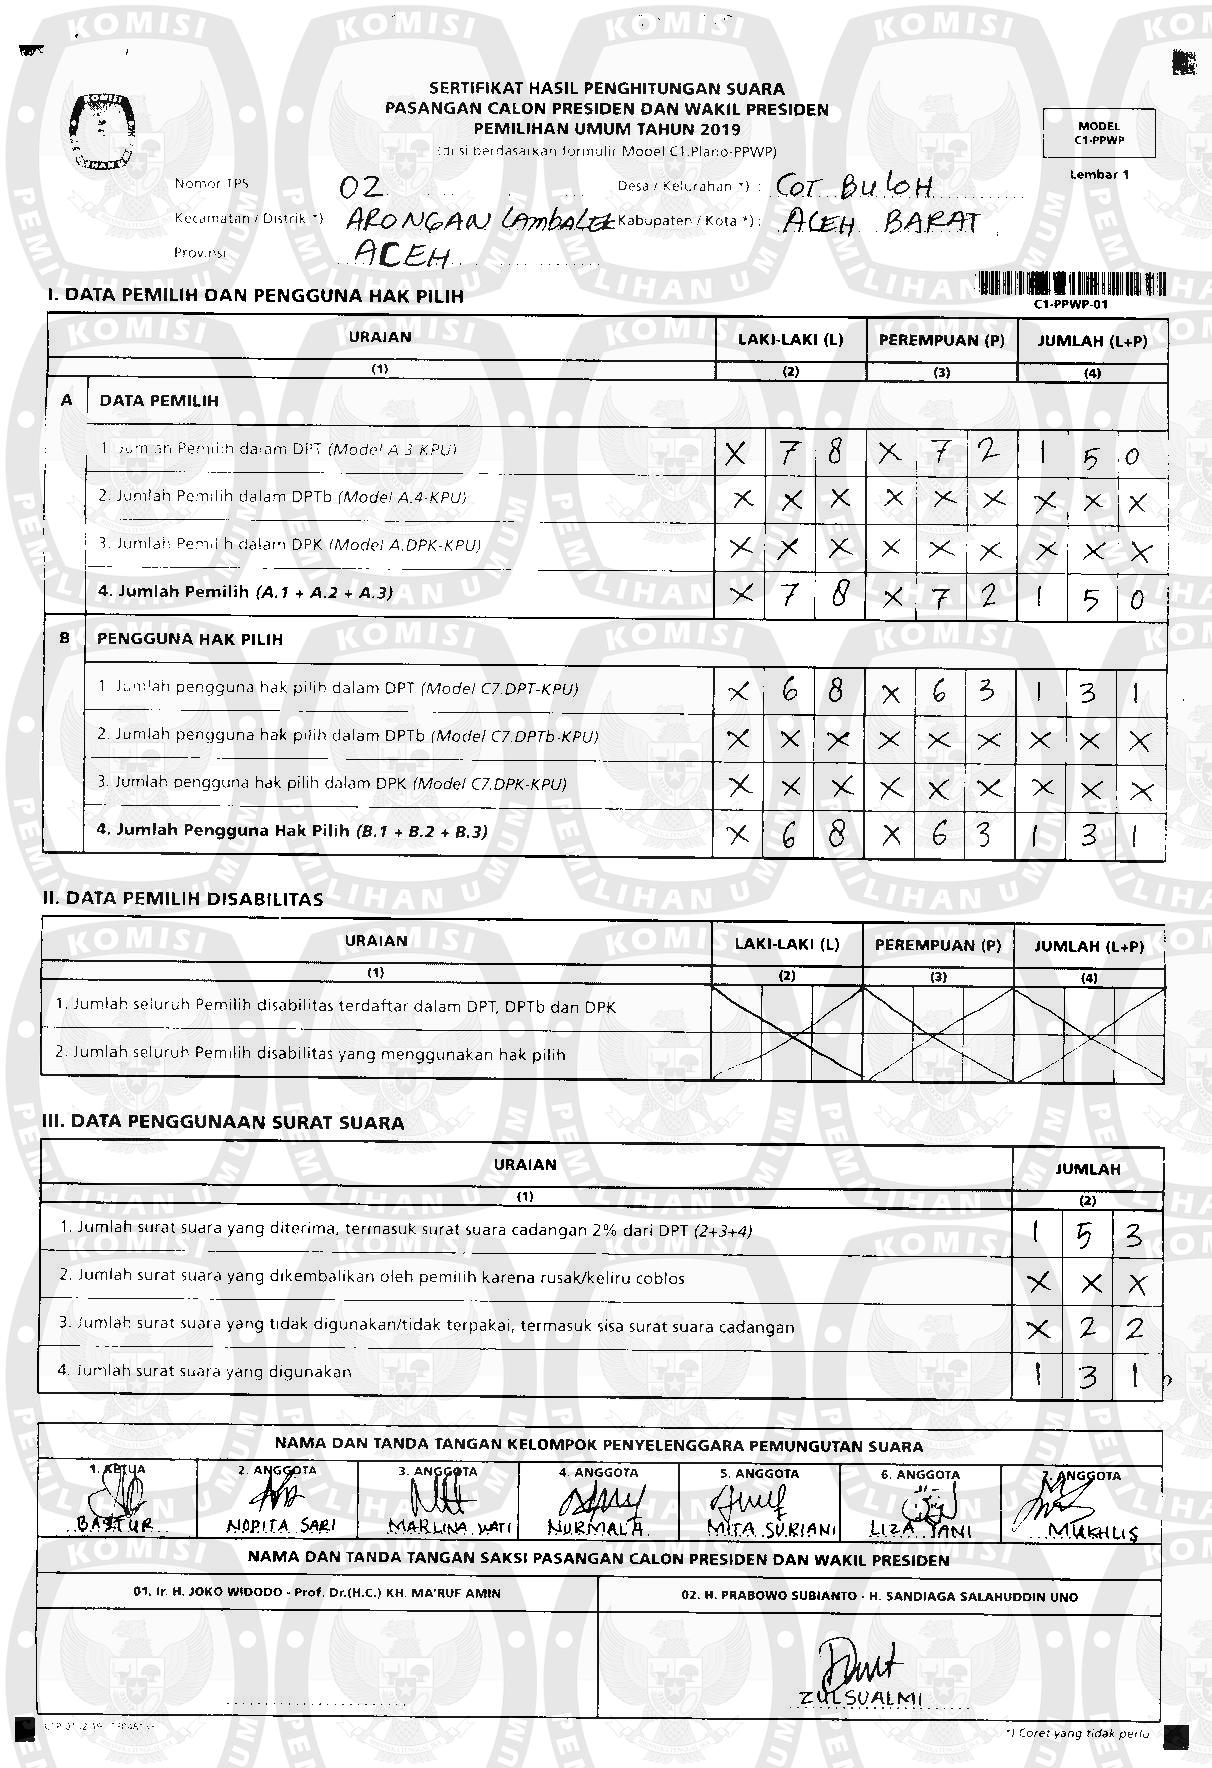 SERTIFIKAT HASIL PENGHITUNGAN SUARA
PASANGAN CALON PRESIDEN DAN WAKIL PRESIDEN
PEMILIHAN UMUM TAHUN 2019
(diisi berdasarkan formulir Model C1.Plano-PPWP)
MODEL
C1-PPWP
Lembar 1
Nomor TPS 02 Desa / Kelurahan *) : COT BULOH
Kecamatan / Distrik *) ARONGAN LAMBALEK Kabupaten / Kota *) : ACEH BARAT
Provinsi ACEH
I. DATA PEMILIH DAN PENGGUNA HAK PILIH
C1-PPWP-01
URAIAN LAKI-LAKI (L) PEREMPUAN (P) JUMLAH (L+P)
(1) (2) (3) (4)
A DATA PEMILIH
1. Jumlah Pemilih dalam DPT (Model A.3-KPU) X 7 8 X 7 2 1 5 0
2. Jumlah Pemilih dalam DPTb (Model A.4-KPU) X X X X X X X X X
3. Jumlah Pemilih dalam DPK (Model A.DPK-KPU) X X X X X X X X X
4. Jumlah Pemilih (A.1 + A.2 + A.3) X 7 8 X 7 2 1 5 0
B PENGGUNA HAK PILIH
1. Jumlah pengguna hak pilih dalam DPT (Model C7.DPT-KPU) X 6 8 X 6 3 1 3 1
2. Jumlah pengguna hak pilih dalam DPTb (Model C7.DPTb-KPU) X X X X X X X X X
3. Jumlah pengguna hak pilih dalam DPK (Model C7.DPK-KPU) X X X X X X X X X
4. Jumlah Pengguna Hak Pilih (B.1 + B.2 + B.3) X 6 8 X 6 3 1 3 1
II. DATA PEMILIH DISABILITAS
URAIAN LAKI-LAKI (L) PEREMPUAN (P) JUMLAH (L+P)
(1) (2) (3) (4)
1. Jumlah seluruh Pemilih disabilitas terdaftar dalam DPT, DPTb dan DPK
2. Jumlah seluruh Pemilih disabilitas yang menggunakan hak pilih
III. DATA PENGGUNAAN SURAT SUARA
URAIAN JUMLAH
(1) (2)
1. Jumlah surat suara yang diterima, termasuk surat suara cadangan 2% dari DPT (2+3+4) 1 5 3
2. Jumlah surat suara yang dikembalikan oleh pemilih karena rusak/keliru coblos X X X
3. Jumlah surat suara yang tidak digunakan/tidak terpakai, termasuk sisa surat suara cadangan X 2 2
4. Jumlah surat suara yang digunakan 1 3 1
NAMA DAN TANDA TANGAN KELOMPOK PENYELENGGARA PEMUNGUTAN SUARA
1. KETUA 2. ANGGOTA 3. ANGGOTA 4. ANGGOTA 5. ANGGOTA 6. ANGGOTA 7. ANGGOTA
NOPITA SARI MARLINA WATI NURMALA MITA SURIANI LIZA YANI MUKHLIS
NAMA DAN TANDA TANGAN SAKSI PASANGAN CALON PRESIDEN DAN WAKIL PRESIDEN
01. Ir. H. JOKO WIDODO - Prof. Dr.(H.C.) KH. MA'RUF AMIN 02. H. PRABOWO SUBIANTO - H. SANDIAGA SALAHUDDIN UNO
ZULSUALMI
*) Coret yang tidak perlu